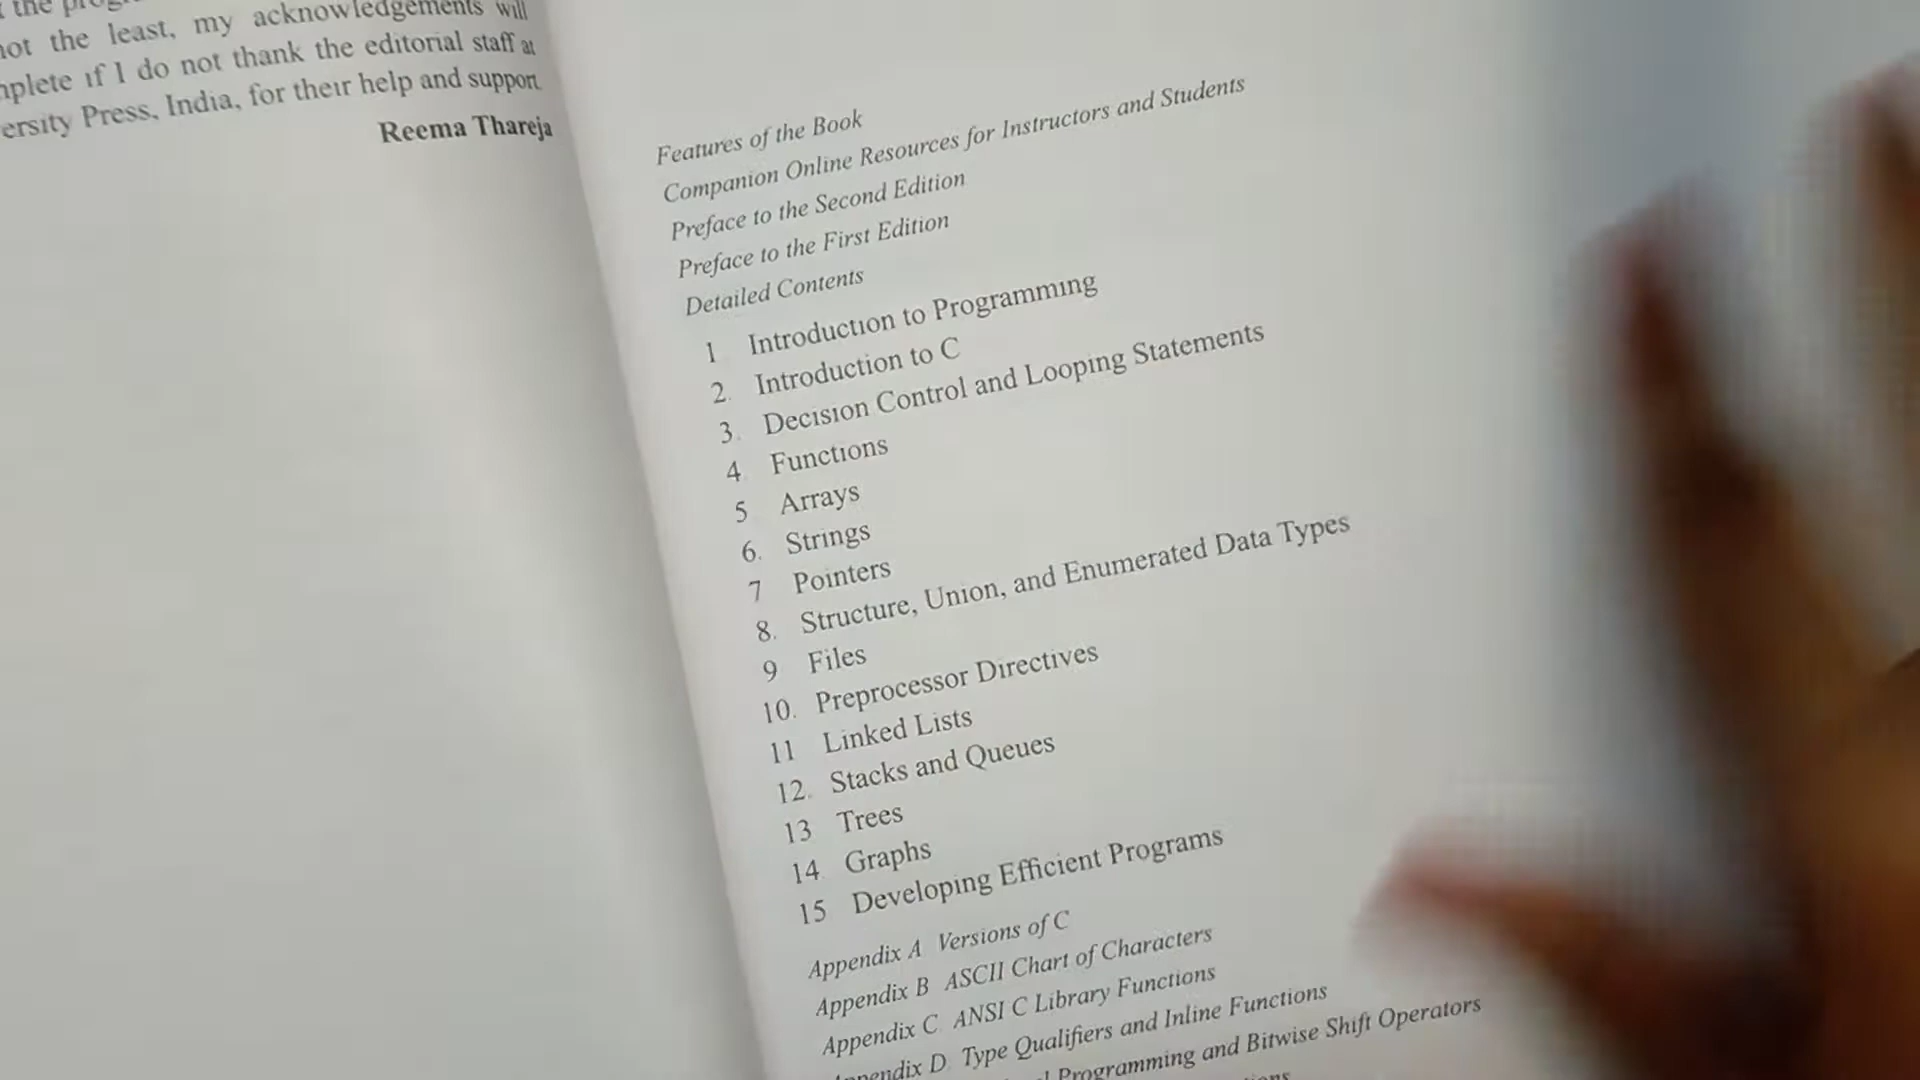 the
not the least, my acknowledgements will
if I do not thank the editorial staff at
Press, India, for their help and support
Reema Thareja
Features of the Book
Companion Online Resources for Instructors and Students
Preface to the Second Edition
Preface to the First Edition
Detailed Contents
1 Introduction to Programming
2. Introduction to C
3. Decision Control and Looping Statements
4 Functions
5 Arrays
6. Strings
7 Pointers
8. Structure, Union, and Enumerated Data Types
9 Files
10. Preprocessor Directives
11 Linked Lists
12. Stacks and Queues
13 Trees
14 Graphs
15 Developing Efficient Programs
Appendix A Versions of C
Appendix B ASCII Chart of Characters
Appendix C ANSI C Library Functions
D Type Qualifiers and Inline Functions
Programming and Bitwise Shift Operators